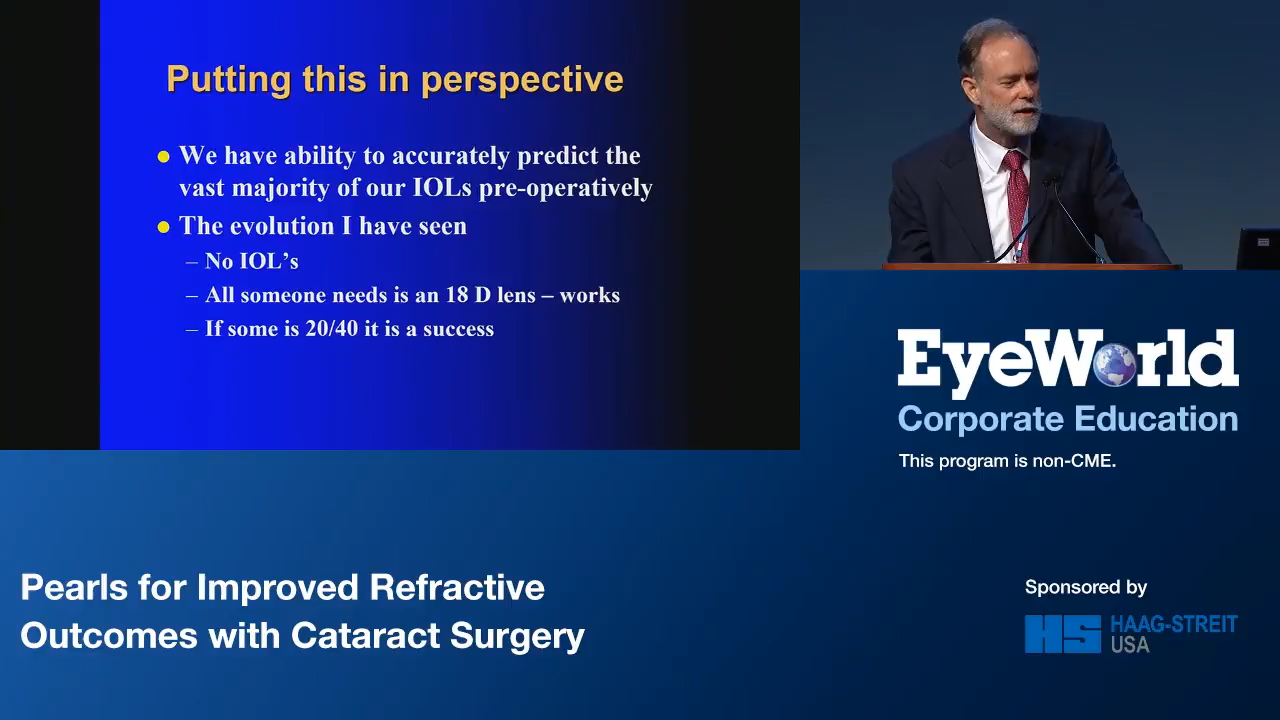 Putting this in perspective
We have ability to accurately predict the
vast majority of our IOLs pre-operatively
The evolution I have seen
– No IOL’s
– All someone needs is an 18 D lens – works
– If some is 20/40 it is a success
EyeWorld
Corporate Education
This program is non-CME.
Pearls for Improved Refractive
Outcomes with Cataract Surgery
Sponsored by
HS HAAG-STREIT
USA